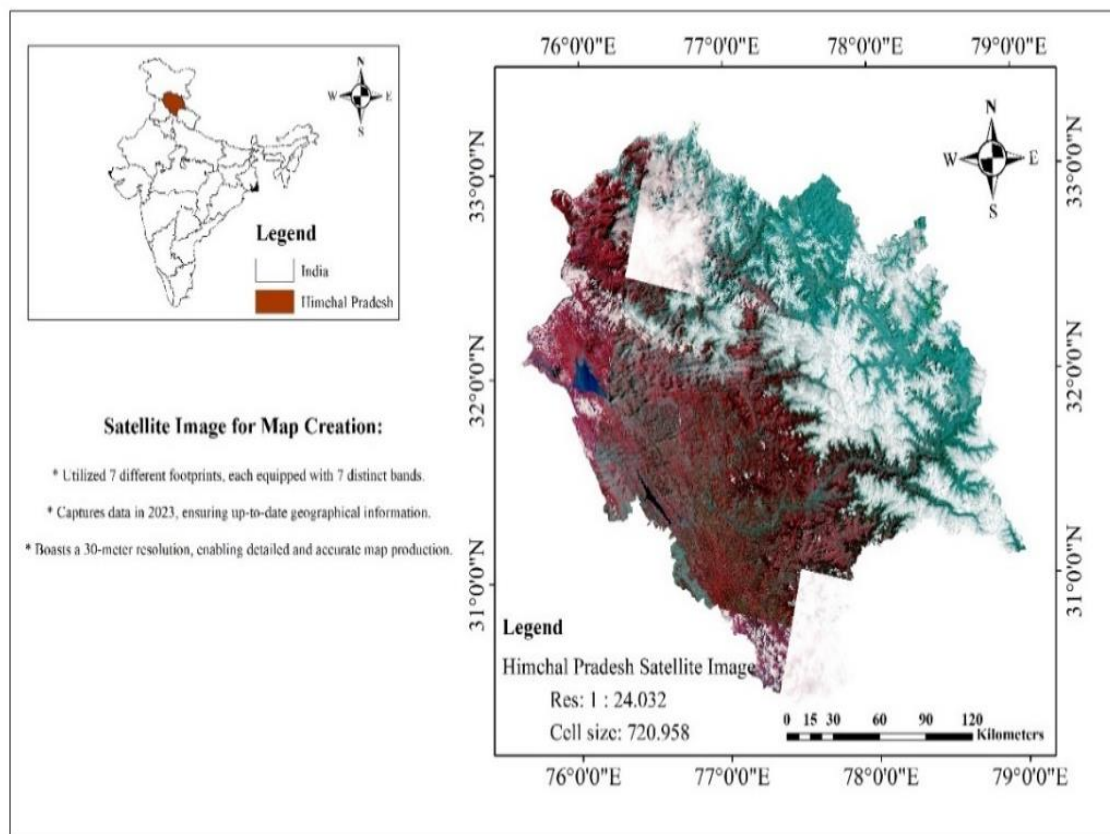 N
W E
S
Legend
India
Himchal Pradesh
Satellite Image for Map Creation:
* Utilized 7 different footprints, each equipped with 7 distinct bands.
* Captures data in 2023, ensuring up-to-date geographical information.
* Boasts a 30-meter resolution, enabling detailed and accurate map production.
76°0'0"E 77°0'0"E 78°0'0"E 79°0'0"E
N
W E
S
33°0'0"N 33°0'0"N
32°0'0"N 32°0'0"N
31°0'0"N 31°0'0"N
Legend
Himchal Pradesh Satellite Image
Res: 1 : 24.032
Cell size: 720.958
0 15 30 60 90 120
Kilometers
76°0'0"E 77°0'0"E 78°0'0"E 79°0'0"E